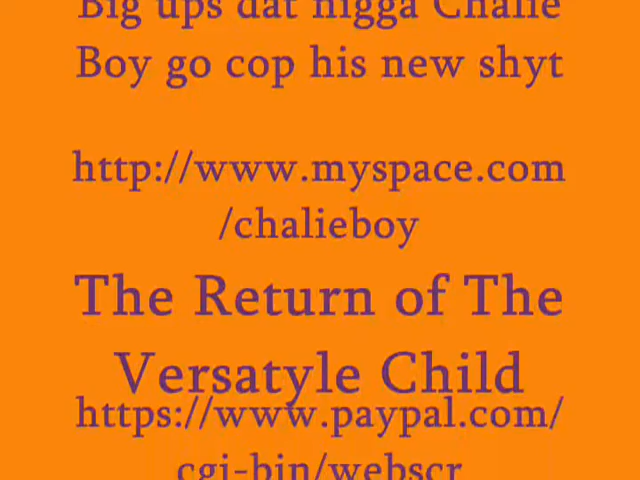 Big ups dat nigga Chalie
Boy go cop his new shyt
http://www.myspace.com
/chalieboy
The Return of The
Versatyle Child
https://www.paypal.com/
cgi-bin/webscr